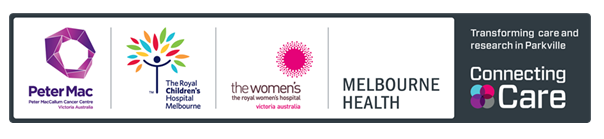 Peter Mac
Peter MacCallum Cancer Centre
Victoria Australia
TM
The Royal
Children's
Hospital
Melbourne
the women's
the royal women's hospital
victoria australia
MELBOURNE
HEALTH
Transforming care and
research in Parkville
Connecting
Care